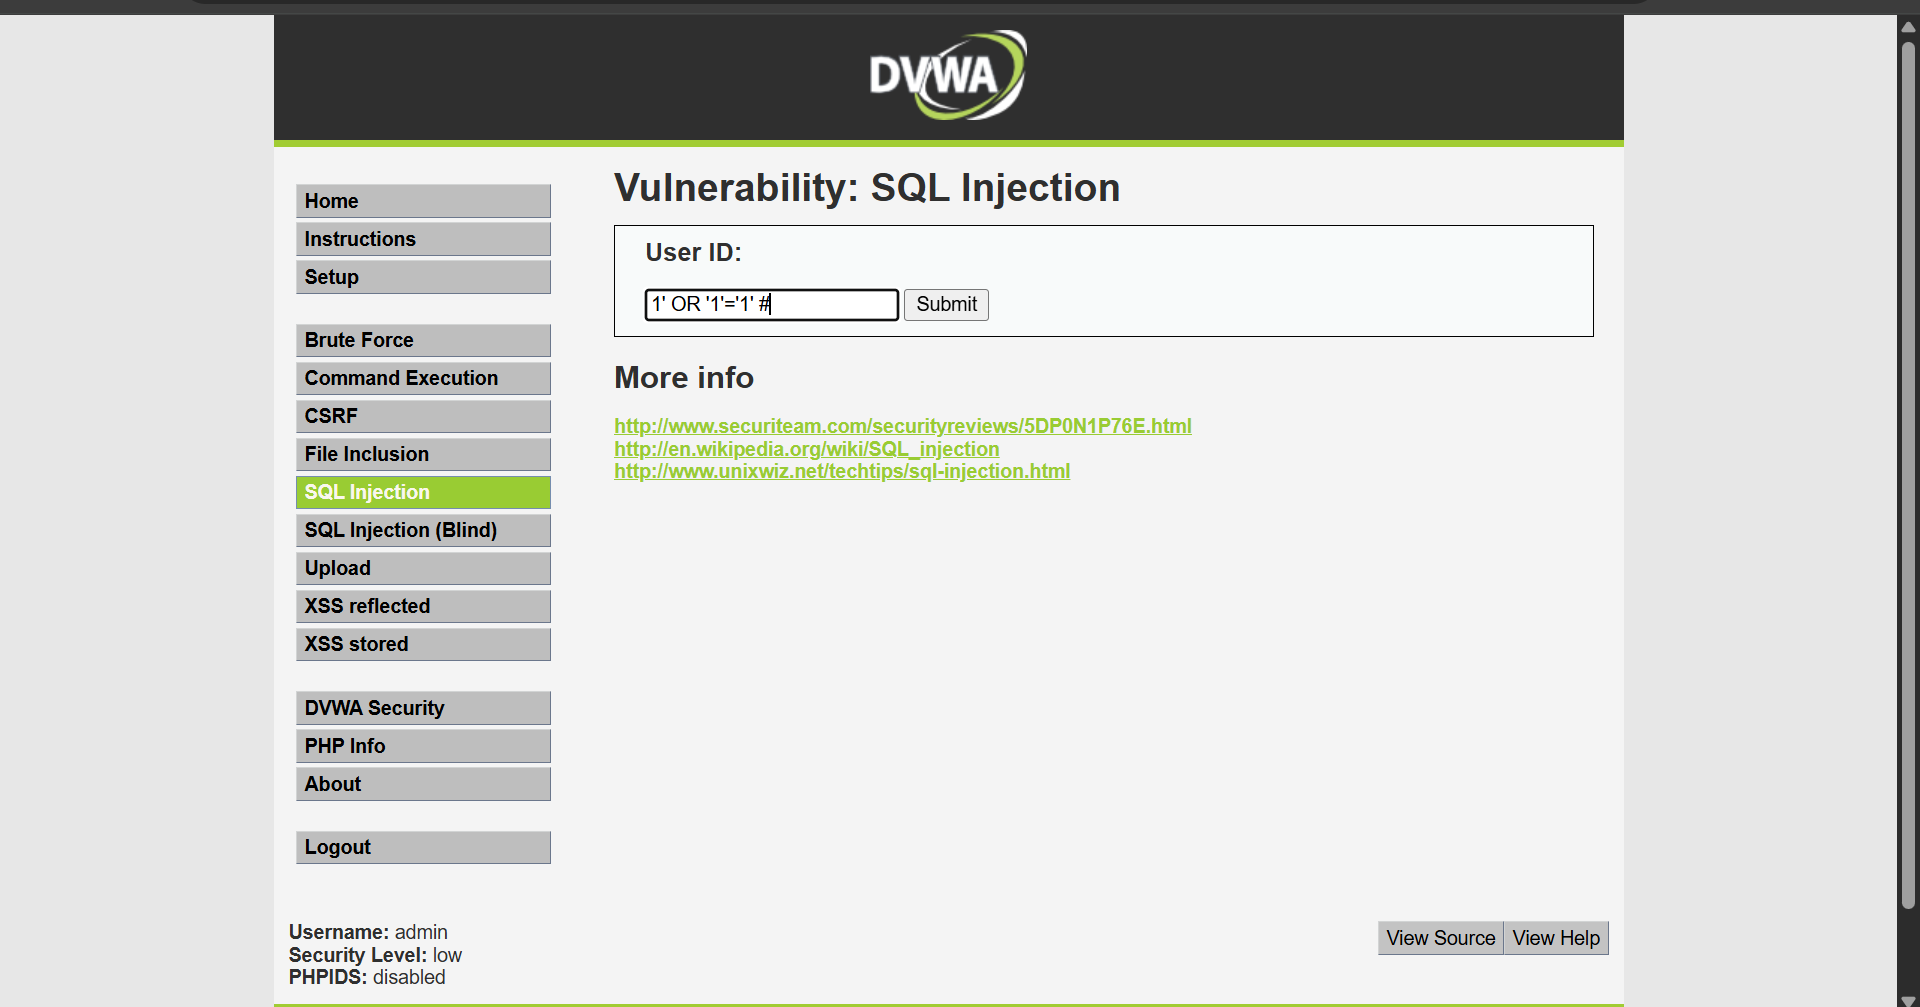 DVWA
Home
Instructions
Setup
Brute Force
Command Execution
CSRF
File Inclusion
SQL Injection
SQL Injection (Blind)
Upload
XSS reflected
XSS stored
DVWA Security
PHP Info
About
Logout
Vulnerability: SQL Injection
User ID:
1' OR '1'='1' # Submit
More info
http://www.securiteam.com/securityreviews/5DP0N1P76E.html
http://en.wikipedia.org/wiki/SQL_injection
http://www.unixwiz.net/techtips/sql-injection.html
Username: admin
Security Level: low
PHPIDS: disabled
View Source View Help